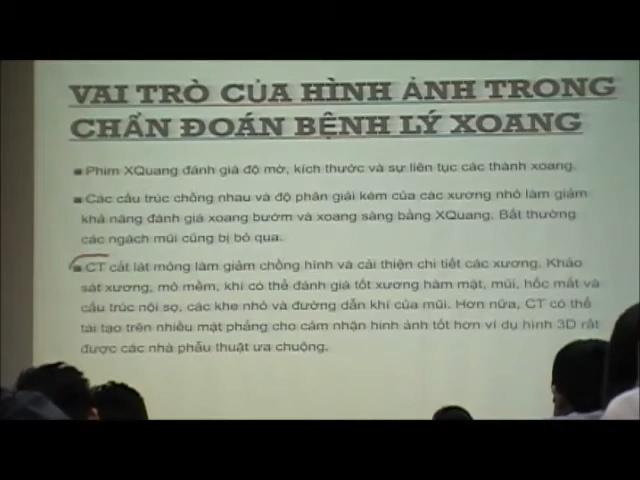 VAI TRÒ CỦA HÌNH ẢNH TRONG
CHẨN ĐOÁN BỆNH LÝ XOANG
Phim XQuang đánh giá độ mờ, kích thước và sự liên tục các thành xoang.
Các cấu trúc chồng nhau và độ phân giải kém của các xương nhỏ làm giảm
khả năng đánh giá xoang bướm và xoang sàng bằng XQuang. Bất thường
các ngách mũi cũng bị bỏ qua.
CT cắt lát mỏng làm giảm chồng hình và cải thiện chi tiết các xương. Khảo
sát xương, mô mềm, khí có thể đánh giá tốt xương hàm mặt, mũi, hốc mắt và
cấu trúc nội sọ, các khe nhỏ và đường dẫn khí của mũi. Hơn nữa, CT có thể
tái tạo trên nhiều mặt phẳng cho cảm nhận hình ảnh tốt hơn ví dụ hình 3D rất
được các nhà phẫu thuật ưa chuộng.